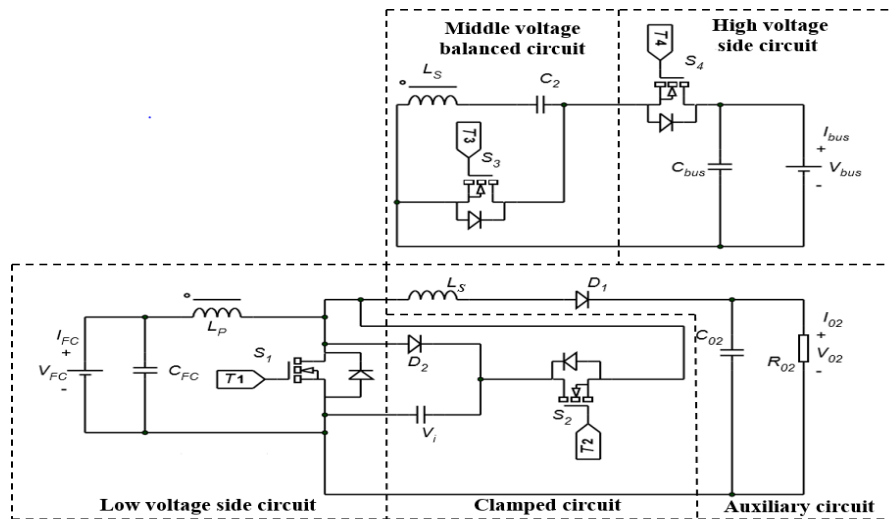 Middle voltage
balanced circuit
High voltage
side circuit
T4
S4
LS
C2
T3
S3
Ibus
+
Cbus
Vbus
-
LS
D1
LP
IFC
+
VFC
-
CFC
S1
T1
D2
Vi
S2
T2
C02
R02
I02
+
V02
-
Low voltage side circuit
Clamped circuit
Auxiliary circuit